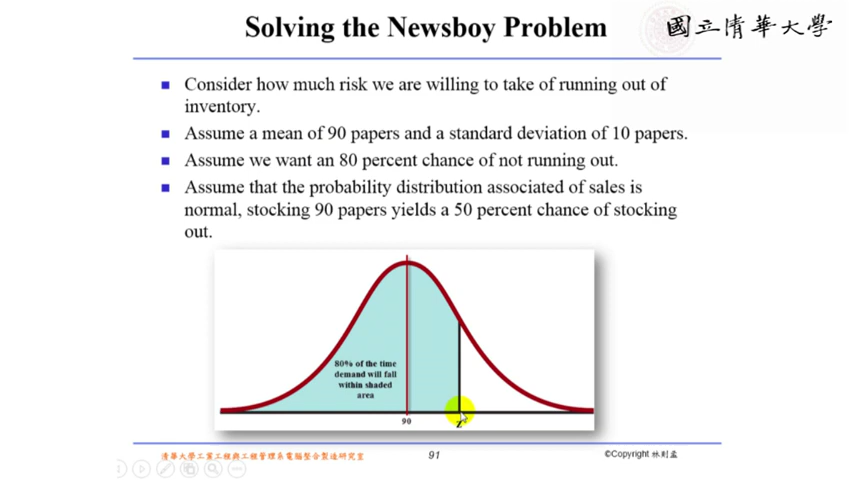 Solving the Newsboy Problem
國立清華大學
Consider how much risk we are willing to take of running out of
inventory.
Assume a mean of 90 papers and a standard deviation of 10 papers.
Assume we want an 80 percent chance of not running out.
Assume that the probability distribution associated of sales is
normal, stocking 90 papers yields a 50 percent chance of stocking
out.
80% of the time
demand will fall
within shaded
area
90
Z
清華大學工業工程與工程管理系電腦整合製造研究室
91
©Copyright 林則孟